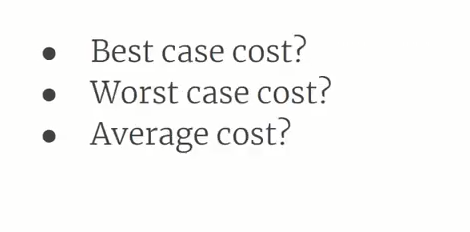 ● Best case cost?
● Worst case cost?
● Average cost?